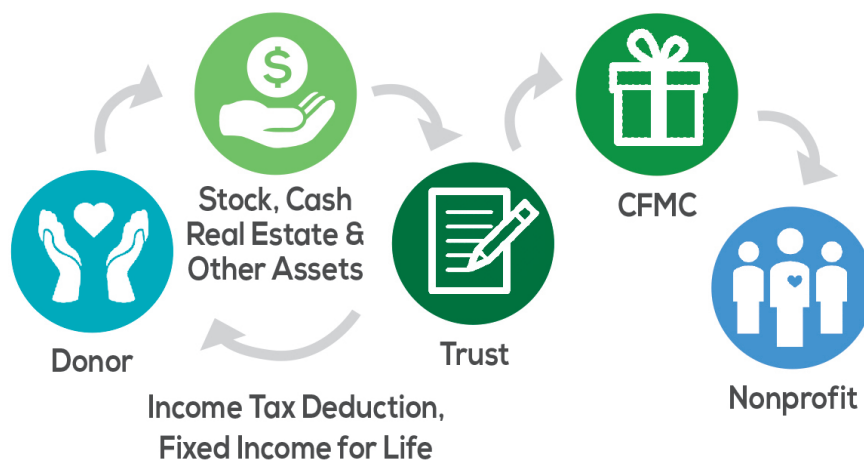 $
Donor
Stock, Cash
Real Estate &
Other Assets
Trust
CFMC
Nonprofit
Income Tax Deduction,
Fixed Income for Life